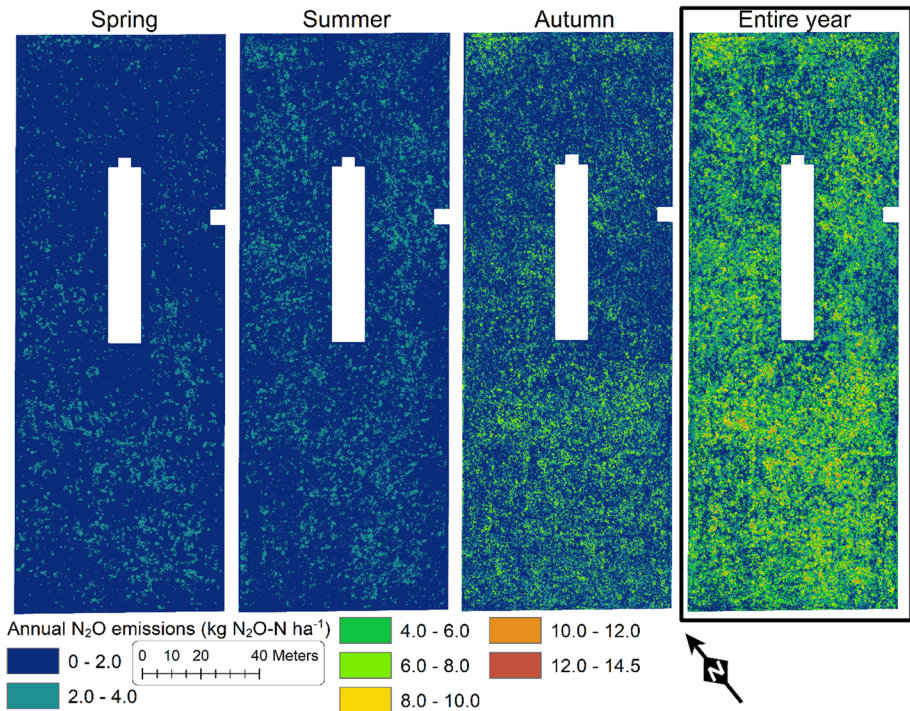 Spring Summer Autumn Entire year
Annual N₂O emissions (kg N₂O-N ha⁻¹)
0 - 2.0
2.0 - 4.0
0 5 10 20 40 Meters
4.0 - 6.0
6.0 - 8.0
8.0 - 10.0
10.0 - 12.0
12.0 - 14.5
N